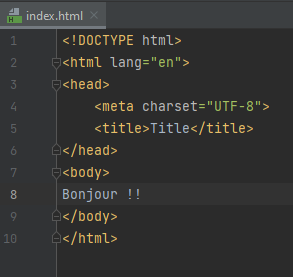 index.html
1 <!DOCTYPE html>
2 <html lang="en">
3 <head>
4     <meta charset="UTF-8">
5     <title>Title</title>
6 </head>
7 <body>
8 Bonjour !!
9 </body>
10 </html>